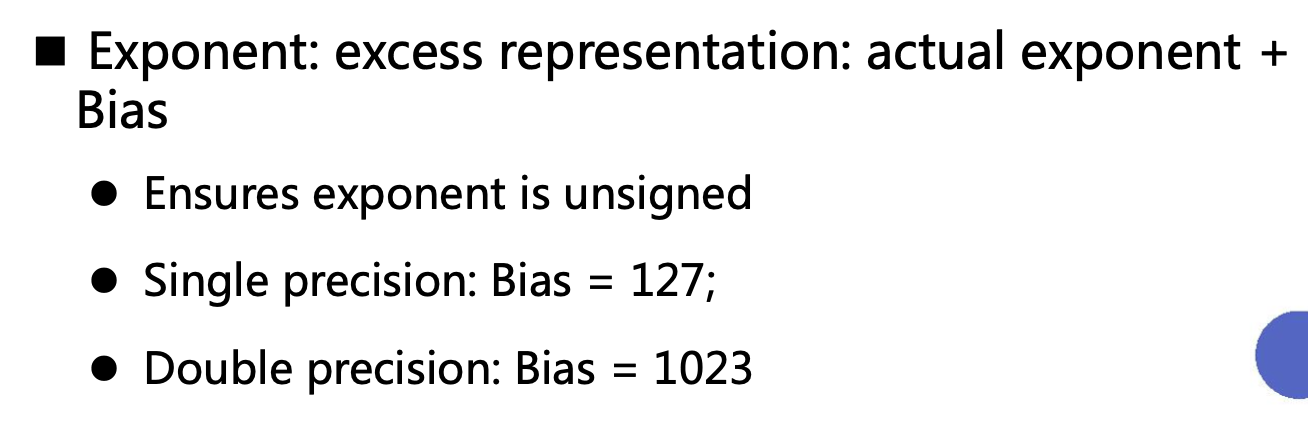 ■ Exponent: excess representation: actual exponent +
Bias
● Ensures exponent is unsigned
● Single precision: Bias = 127;
● Double precision: Bias = 1023